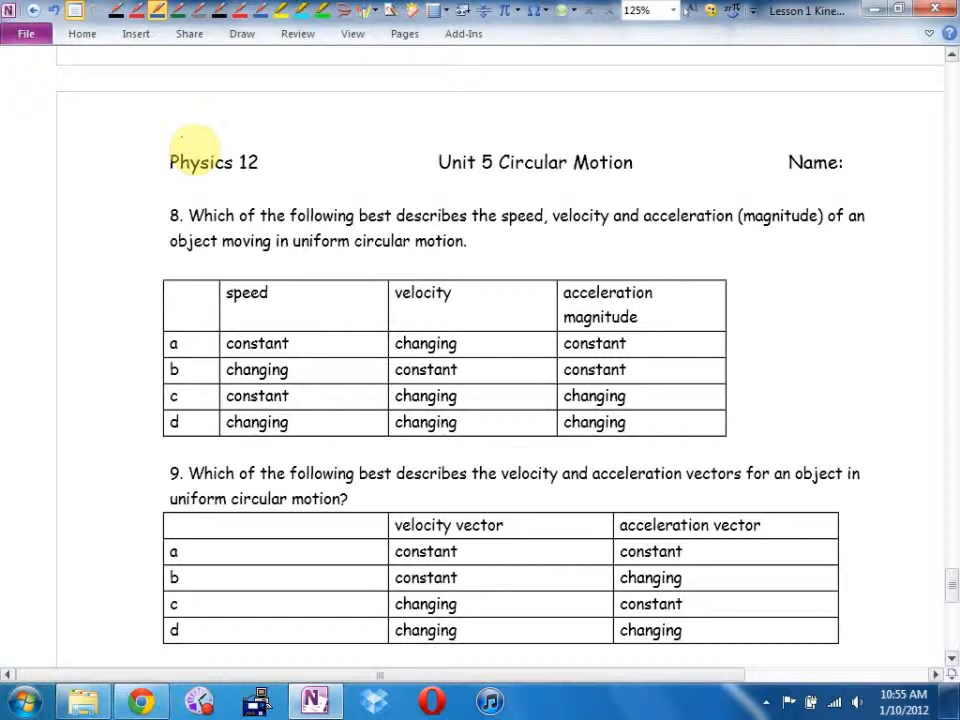 125%
Lesson 1 Kine...
File Home Insert Share Draw Review View Pages Add-Ins
Physics 12 Unit 5 Circular Motion Name:
8. Which of the following best describes the speed, velocity and acceleration (magnitude) of an
object moving in uniform circular motion.
speed velocity acceleration
magnitude
a constant changing constant
b changing constant constant
c constant changing changing
d changing changing changing
9. Which of the following best describes the velocity and acceleration vectors for an object in
uniform circular motion?
velocity vector acceleration vector
a constant constant
b constant changing
c changing constant
d changing changing
10:55 AM
1/10/2012